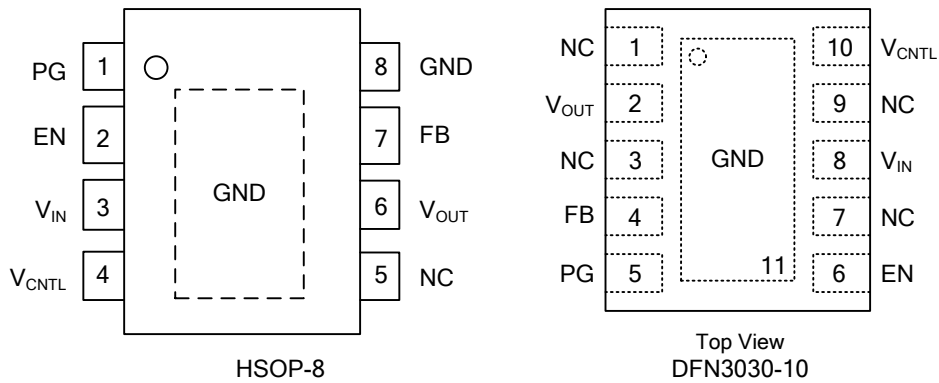 PG 1 8 GND
EN 2 7 FB
GND
VIN 3 6 VOUT
VCNTL 4 5 NC
HSOP-8
NC 1 10 VCNTL
VOUT 2 9 NC
NC 3 GND 8 VIN
FB 4 7 NC
PG 5 11 6 EN
Top View
DFN3030-10